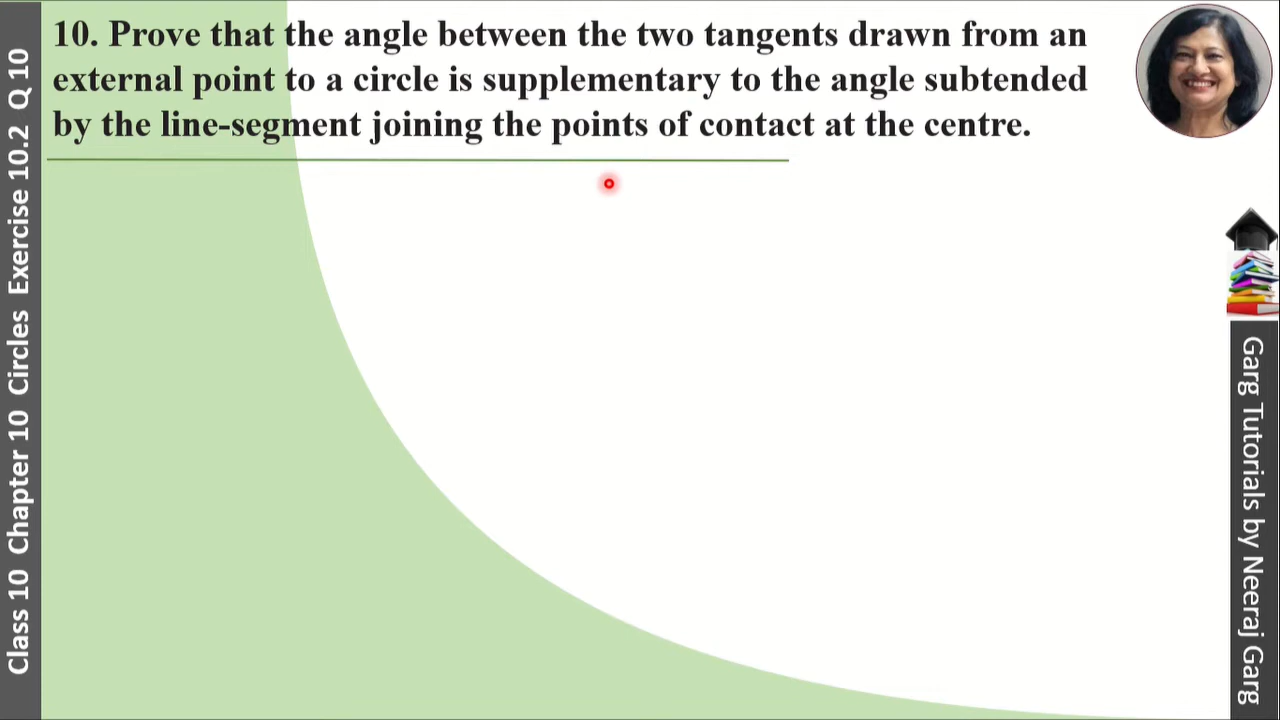 10. Prove that the angle between the two tangents drawn from an
external point to a circle is supplementary to the angle subtended
by the line-segment joining the points of contact at the centre.
Class 10 Chapter 10 Circles Exercise 10.2 Q 10
Garg Tutorials by Neeraj Garg